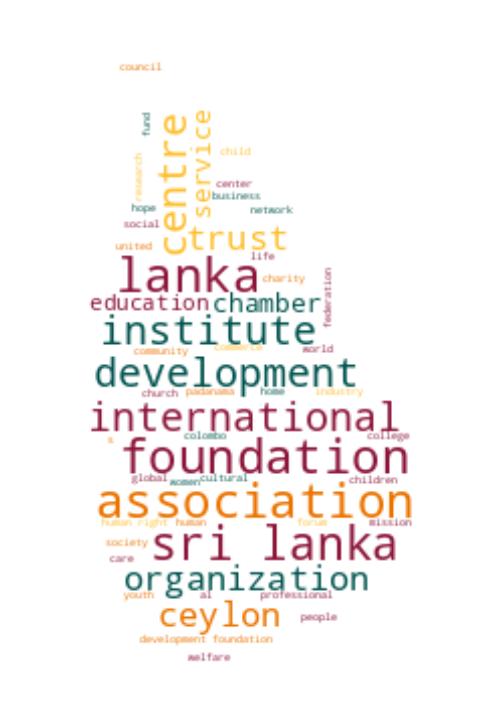 council
fund
centre
service
research
child
center
business
hope
network
social
trust
united
life
lanka
charity
federation
education chamber
institute
community
commerce
world
development
church
padanama
home
industry
international
s
colombo
college
foundation
global
women
cultural
children
association
human right
human
forum
mission
society
sri lanka
care
organization
youth
al
professional
ceylon
people
development foundation
welfare